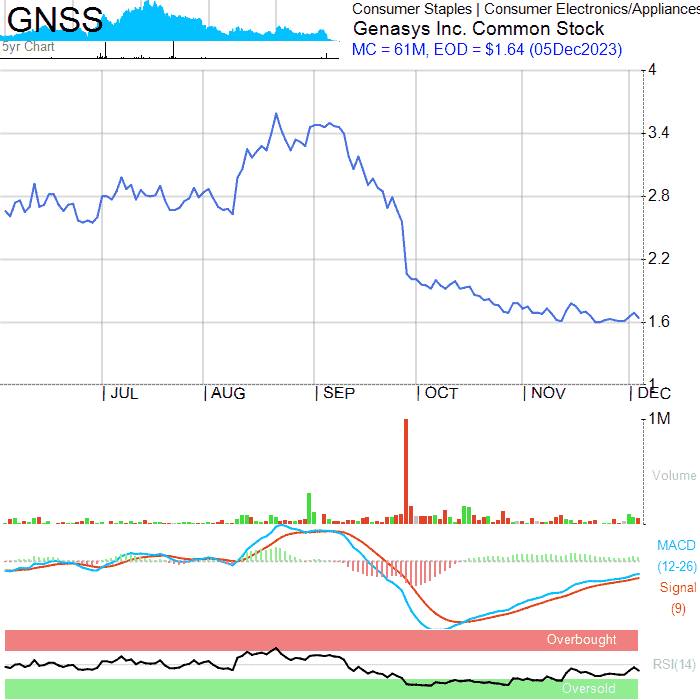 GNSS
5yr Chart
Consumer Staples | Consumer Electronics/Appliances
Genasys Inc. Common Stock
MC = 61M, EOD = $1.64 (05Dec2023)
4
3.4
2.8
2.2
1.6
1
JUL
AUG
SEP
OCT
NOV
DEC
1M
Volume
MACD
(12-26)
Signal
(9)
Overbought
RSI(14)
Oversold